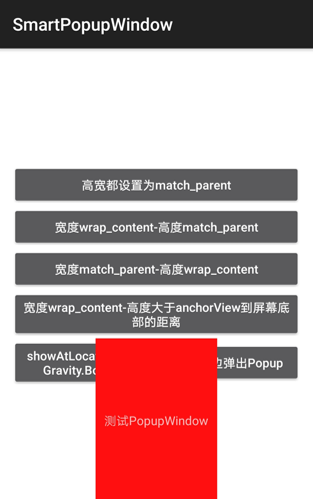 SmartPopupWindow
高宽都设置为match_parent
宽度wrap_content-高度match_parent
宽度match_parent-高度wrap_content
宽度wrap_content-高度大于anchorView到屏幕底
部的距离
边弹出Popup
测试PopupWindow